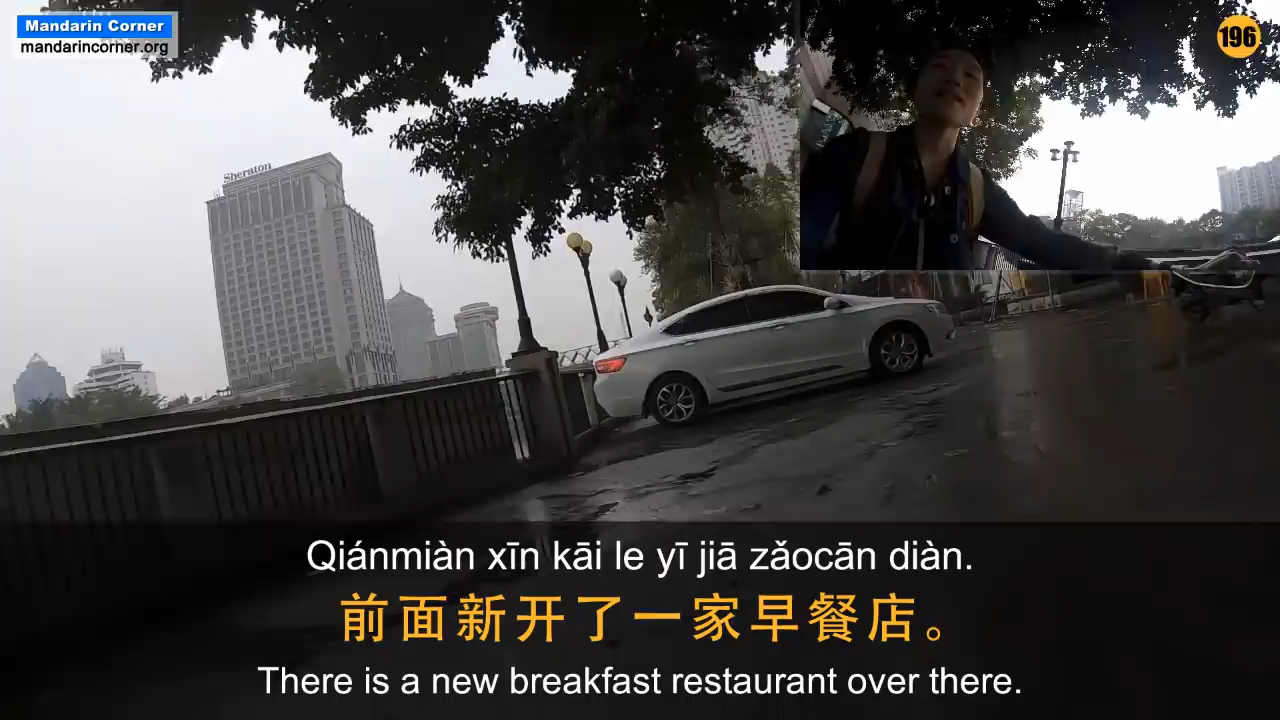 Mandarin Corner
mandarincorner.org
196
Sheraton
Qiánmiàn xīn kāi le yī jiā zǎocān diàn.
前面新开了一家早餐店。
There is a new breakfast restaurant over there.